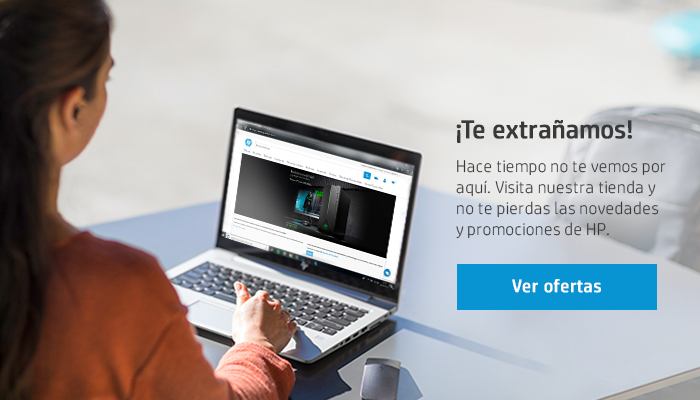 ¡Te extrañamos!
Hace tiempo no te vemos por
aquí. Visita nuestra tienda y
no te pierdas las novedades
y promociones de HP.
Ver ofertas